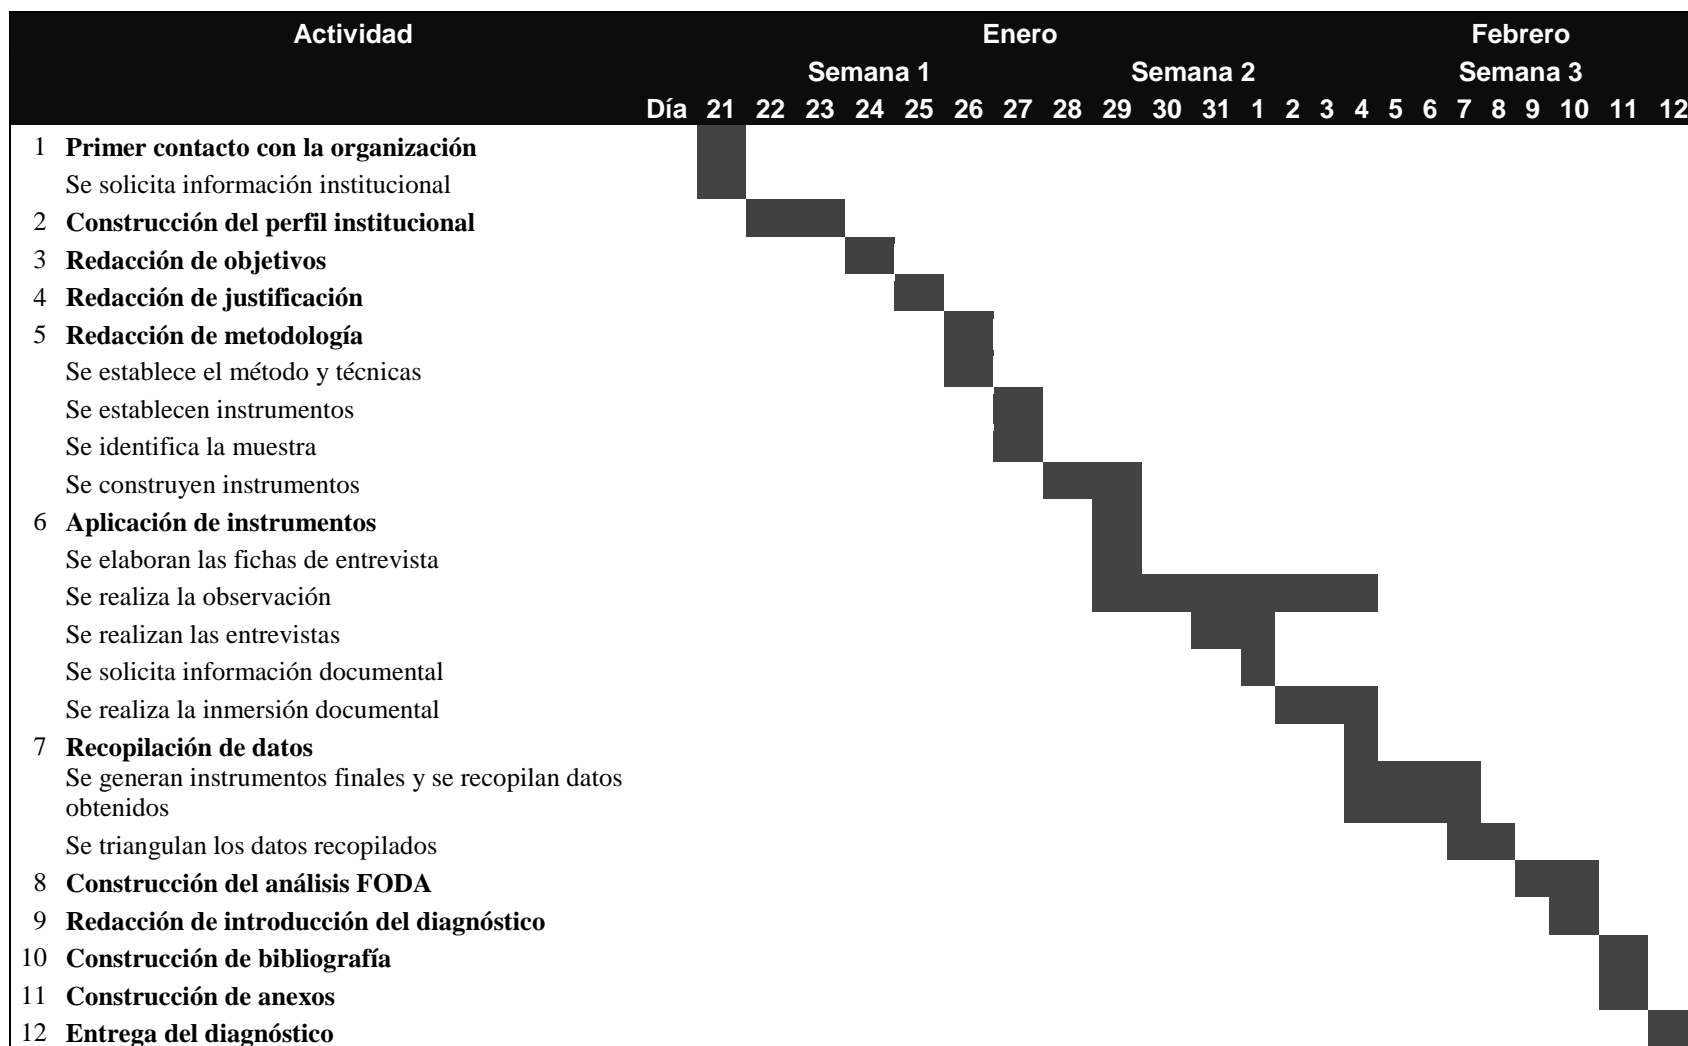 Actividad Enero Febrero
Semana 1 Semana 2 Semana 3
Día 21 22 23 24 25 26 27 28 29 30 31 1 2 3 4 5 6 7 8 9 10 11 12
1 Primer contacto con la organización
Se solicita información institucional
2 Construcción del perfil institucional
3 Redacción de objetivos
4 Redacción de justificación
5 Redacción de metodología
Se establece el método y técnicas
Se establecen instrumentos
Se identifica la muestra
Se construyen instrumentos
6 Aplicación de instrumentos
Se elaboran las fichas de entrevista
Se realiza la observación
Se realizan las entrevistas
Se solicita información documental
Se realiza la inmersión documental
7 Recopilación de datos
Se generan instrumentos finales y se recopilan datos
obtenidos
Se triangulan los datos recopilados
8 Construcción del análisis FODA
9 Redacción de introducción del diagnóstico
10 Construcción de bibliografía
11 Construcción de anexos
12 Entrega del diagnóstico